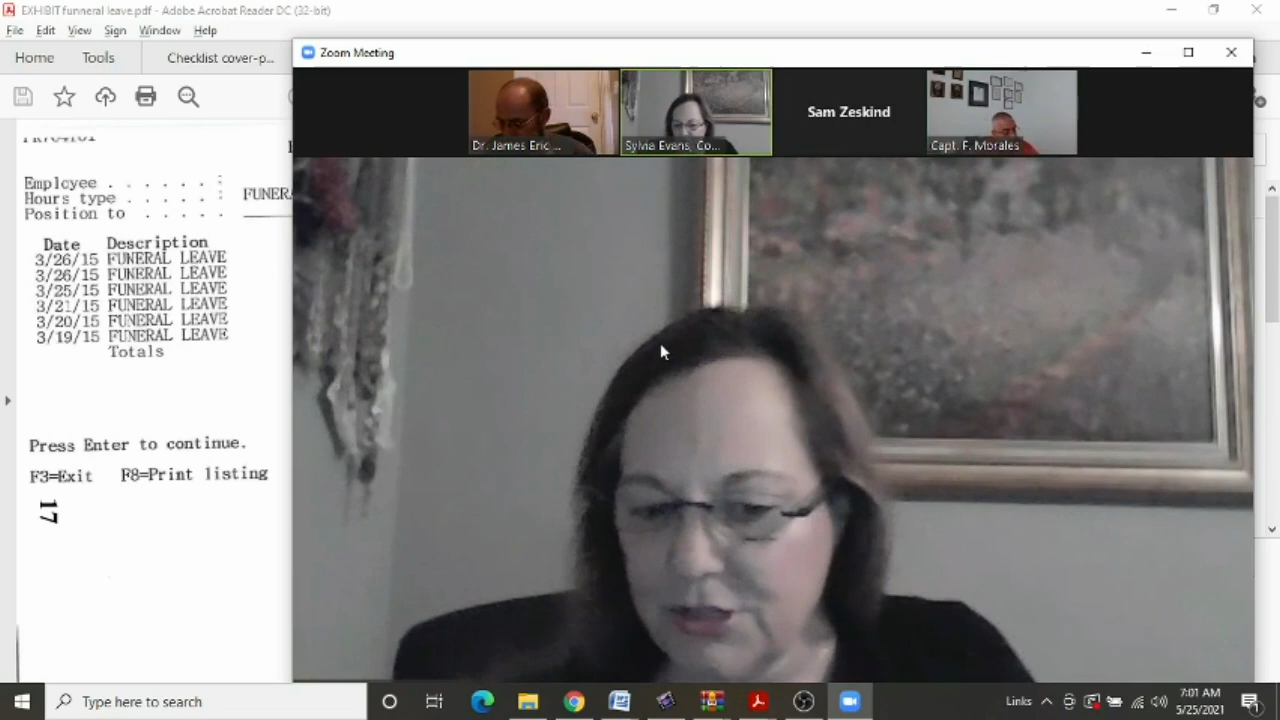 EXHIBIT funneral leave.pdf - Adobe Acrobat Reader DC (32-bit)
File Edit View Sign Window Help
Home Tools Checklist cover-p...
Zoom Meeting
Dr. James Eric ...
Sylvia Evans, Co...
Sam Zeskind
Capt. F. Morales
Employee . . . . . . :
Hours type . . . . . : FUNERA
Position to . . . . .
Date Description
3/26/15 FUNERAL LEAVE
3/26/15 FUNERAL LEAVE
3/25/15 FUNERAL LEAVE
3/21/15 FUNERAL LEAVE
3/20/15 FUNERAL LEAVE
3/19/15 FUNERAL LEAVE
Totals
Press Enter to continue.
F3=Exit F8=Print listing
17
Type here to search
Links
7:01 AM
5/25/2021